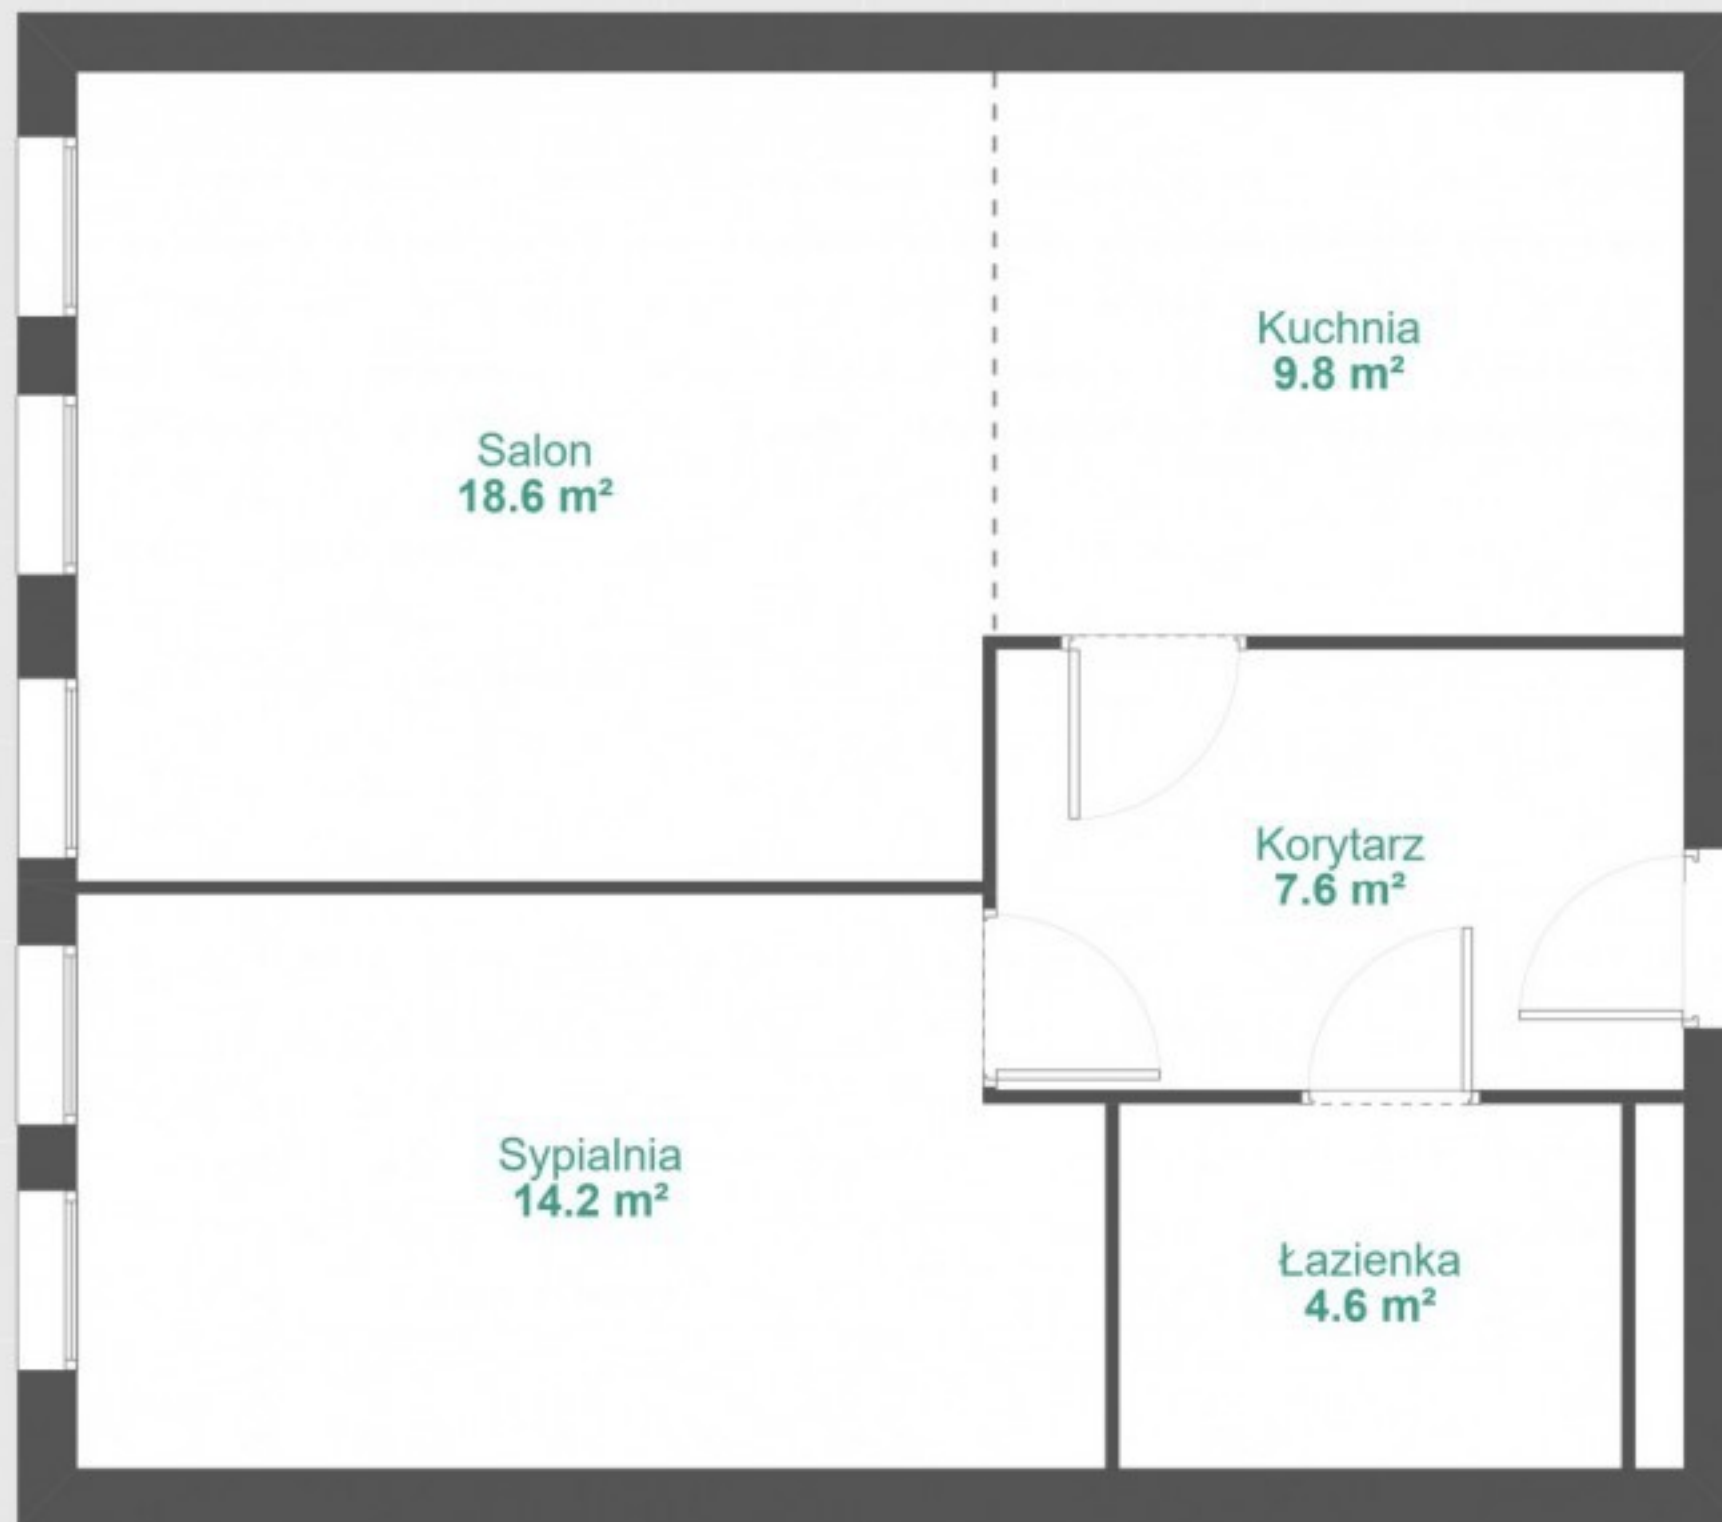 Kuchnia
9.8 m²
Salon
18.6 m²
Korytarz
7.6 m²
Sypialnia
14.2 m²
Łazienka
4.6 m²